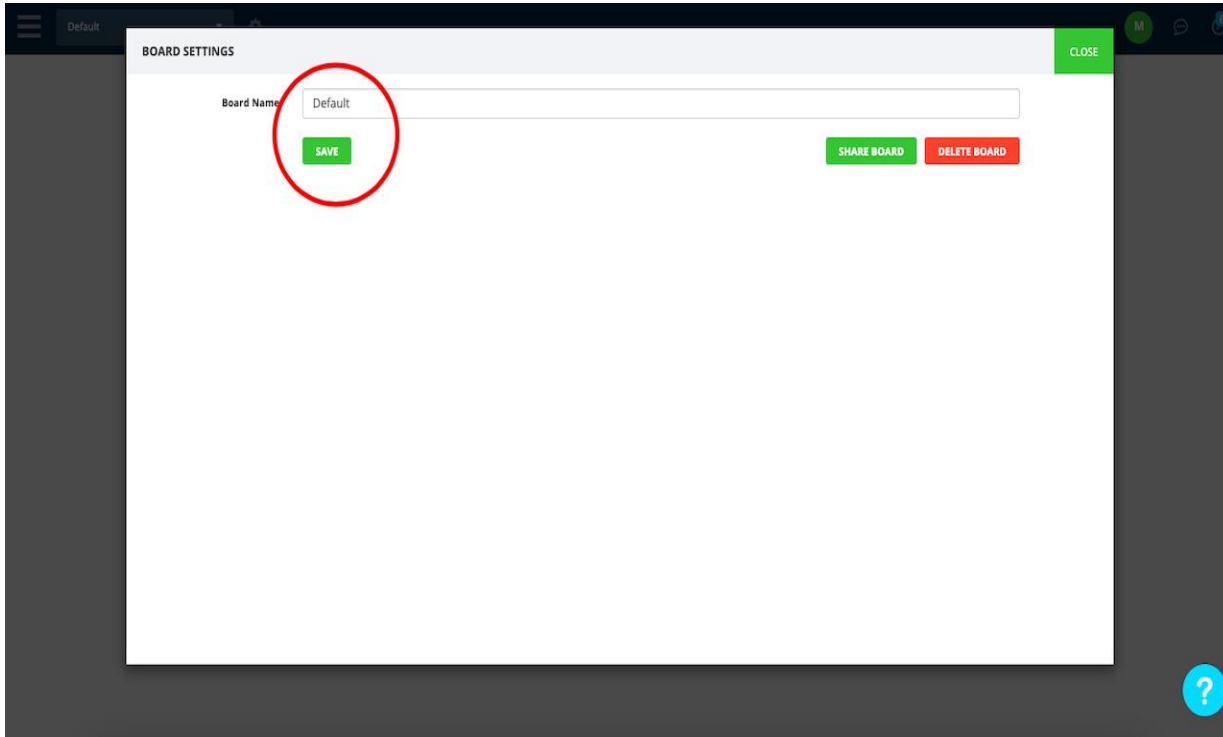 Default
M
BOARD SETTINGS
CLOSE
Board Name
Default
SAVE
SHARE BOARD
DELETE BOARD
?